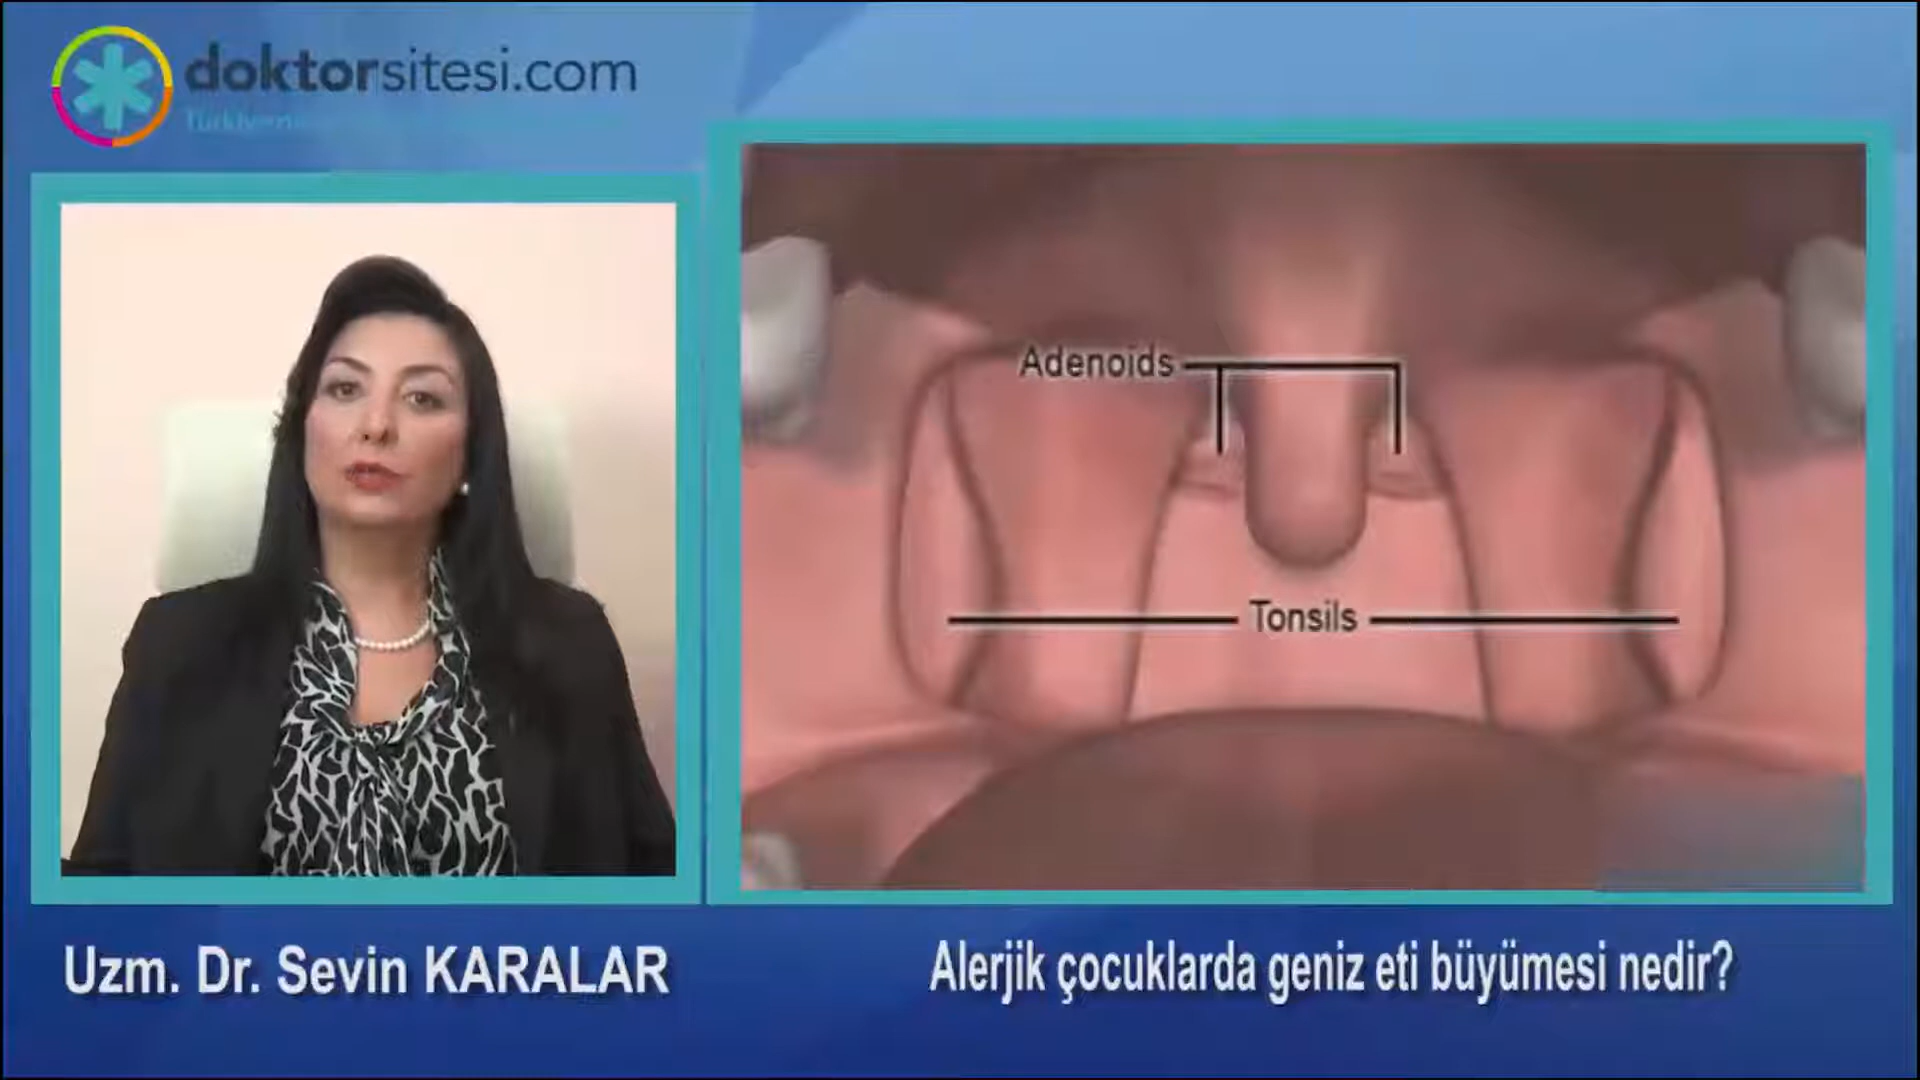 doktorsitesi.com
Adenoids
Tonsils
Uzm. Dr. Sevin KARALAR
Alerjik çocuklarda geniz eti büyümesi nedir?